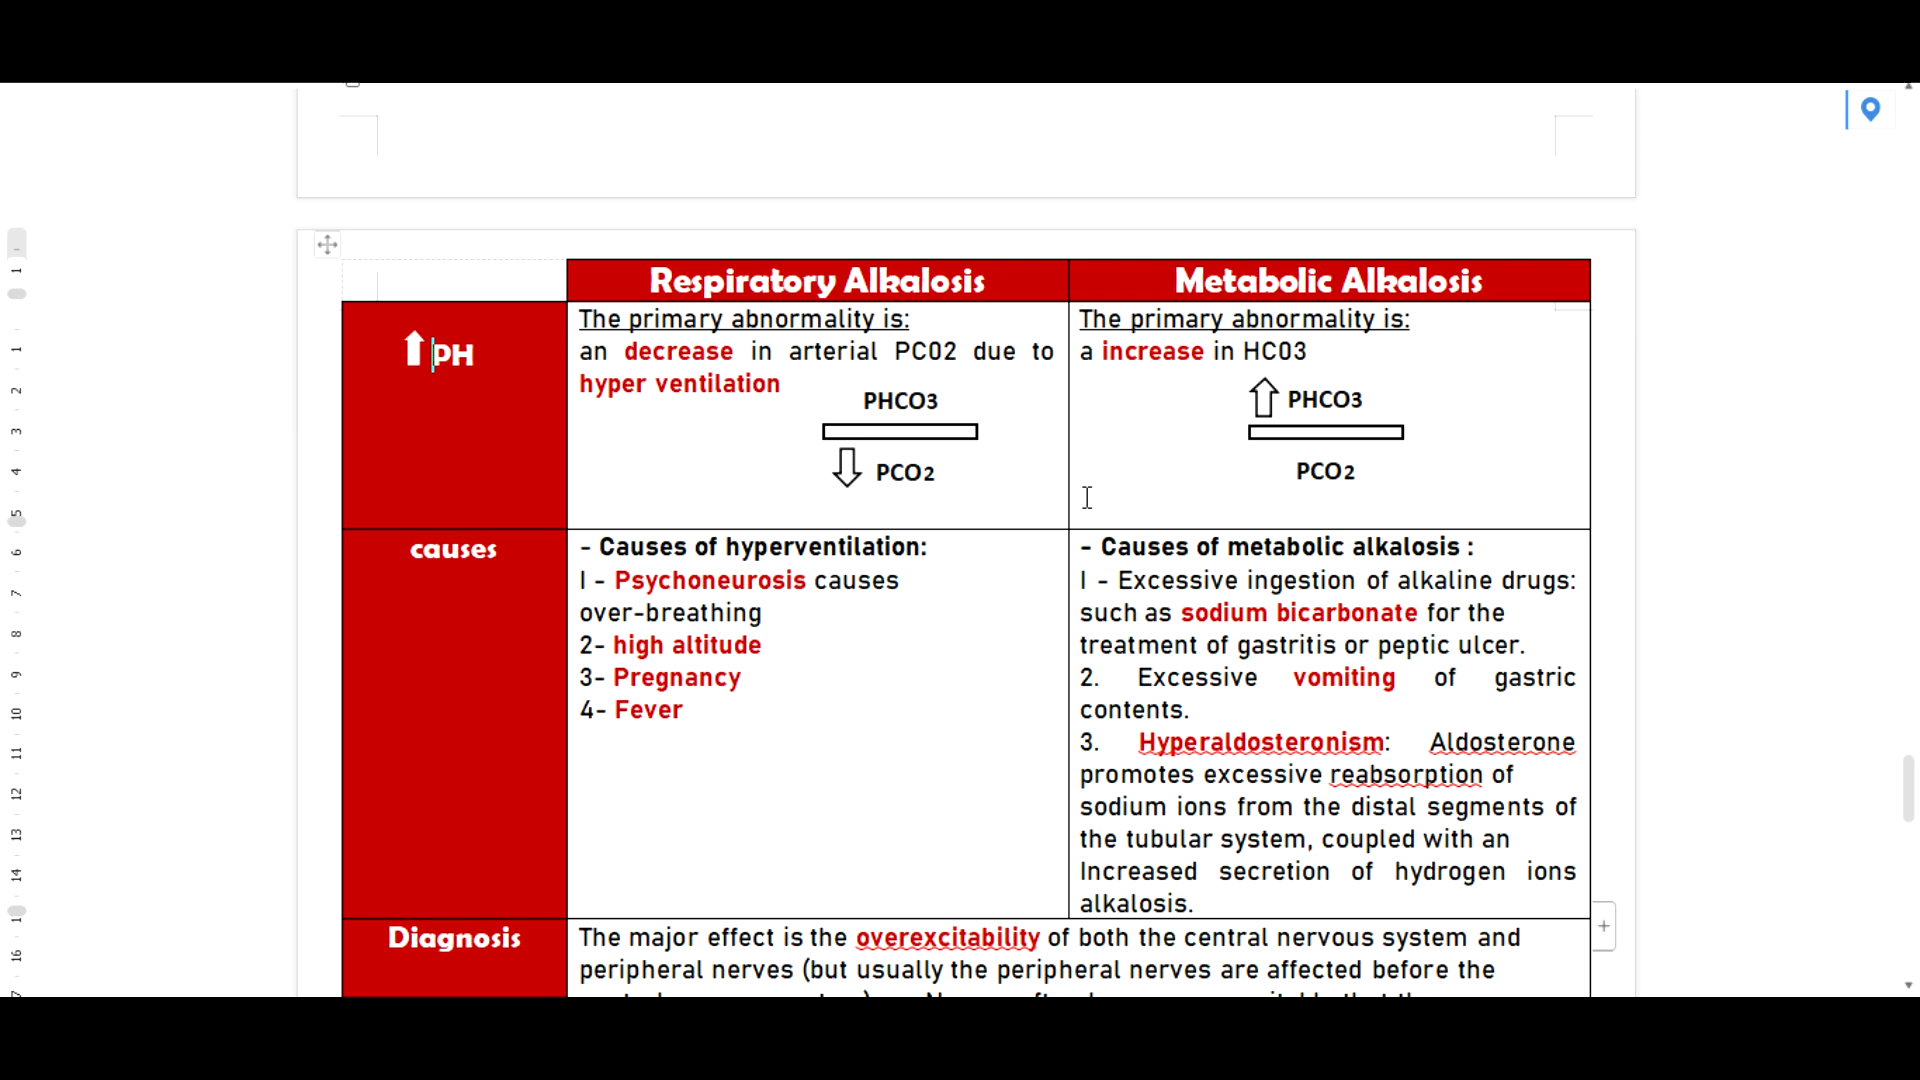 Respiratory Alkalosis
Metabolic Alkalosis
PH
The primary abnormality is:
an decrease in arterial PC02 due to
hyper ventilation
PHCO3
PCO2
The primary abnormality is:
a increase in HC03
PHCO3
PCO2
causes
- Causes of hyperventilation:
I - Psychoneurosis causes
over-breathing
2- high altitude
3- Pregnancy
4- Fever
- Causes of metabolic alkalosis :
I - Excessive ingestion of alkaline drugs:
such as sodium bicarbonate for the
treatment of gastritis or peptic ulcer.
2. Excessive vomiting of gastric
contents.
3. Hyperaldosteronism: Aldosterone
promotes excessive reabsorption of
sodium ions from the distal segments of
the tubular system, coupled with an
Increased secretion of hydrogen ions
alkalosis.
Diagnosis
The major effect is the overexcitability of both the central nervous system and
peripheral nerves (but usually the peripheral nerves are affected before the